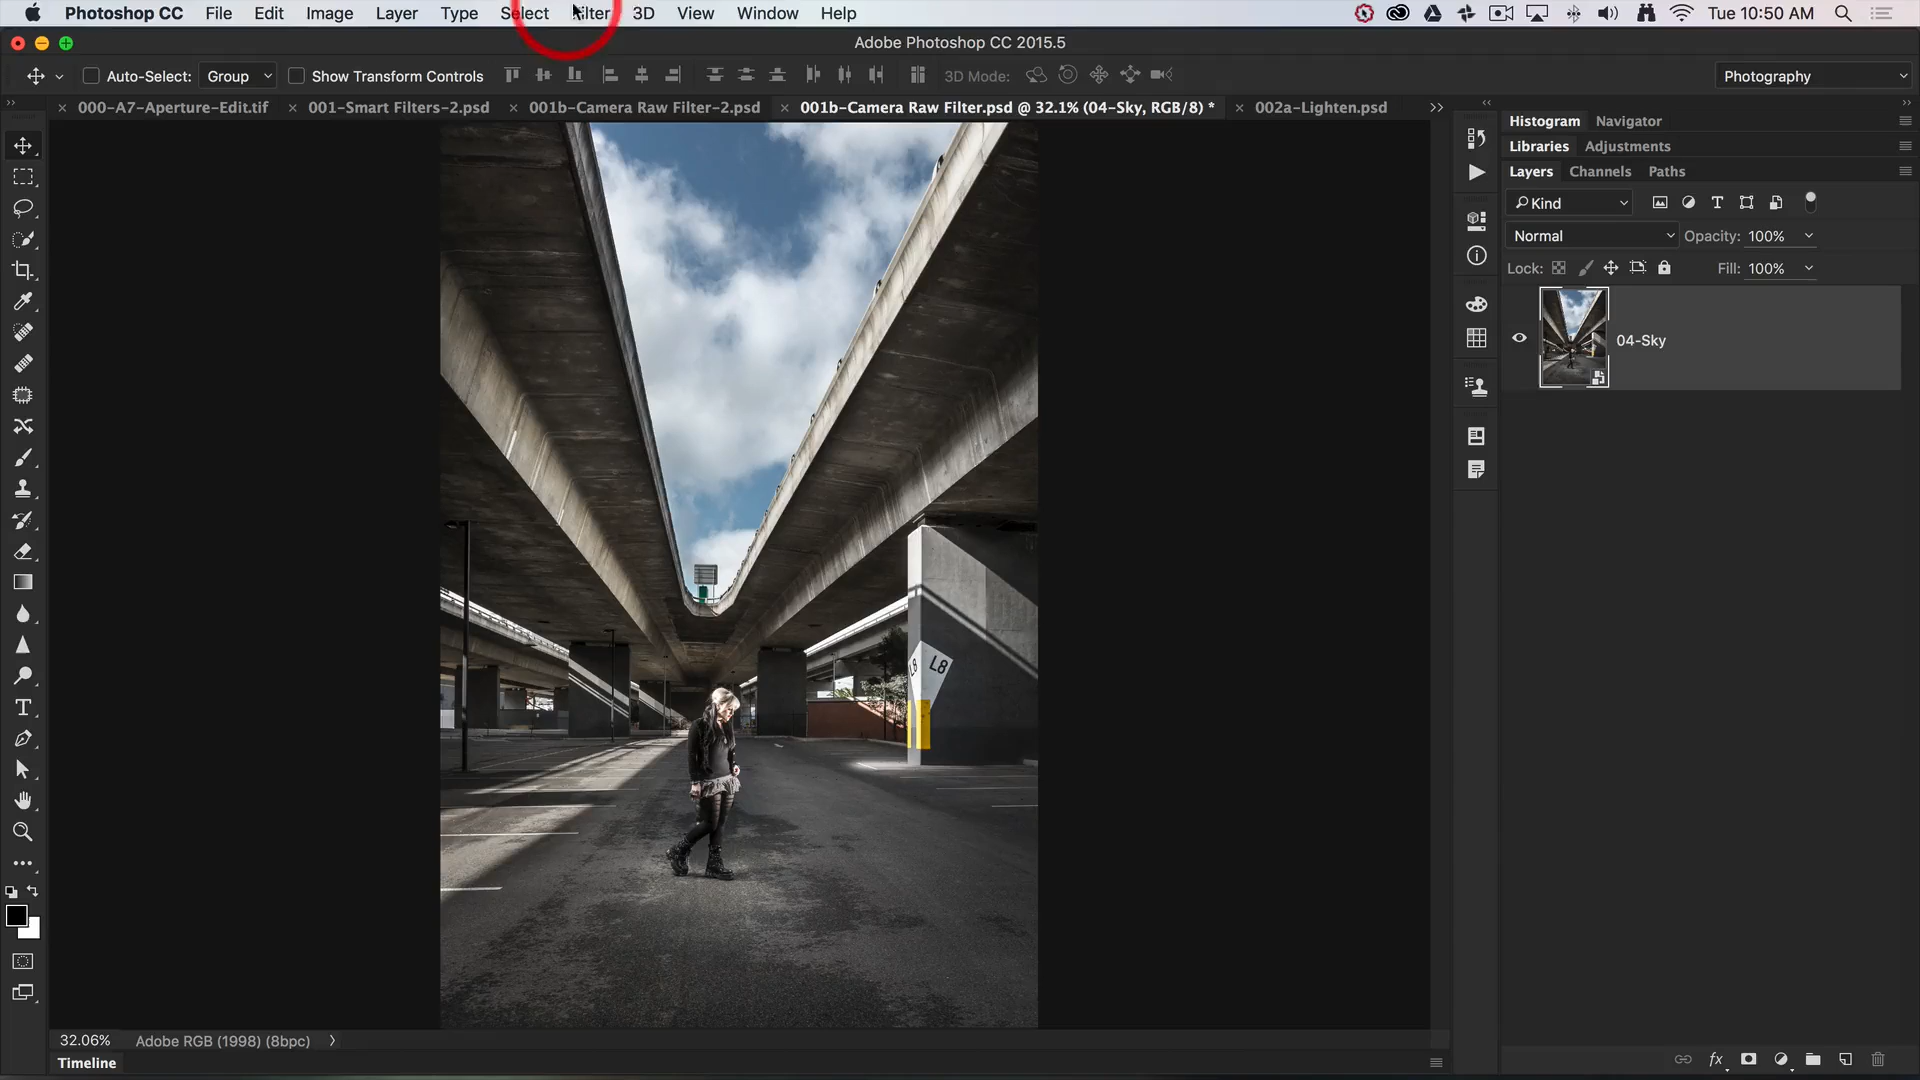 Photoshop CC File Edit Image Layer Type Select Filter 3D View Window Help Tue 10:50 AM
Adobe Photoshop CC 2015.5
Auto-Select: Group Show Transform Controls 3D Mode: Photography
000-A7-Aperture-Edit.tif 001-Smart Filters-2.psd 001b-Camera Raw Filter-2.psd 001b-Camera Raw Filter.psd @ 32.1% (04-Sky, RGB/8) * 002a-Lighten.psd
Histogram Navigator
Libraries Adjustments
Layers Channels Paths
Kind
Normal Opacity: 100%
Lock: Fill: 100%
04-Sky
L8 L8
32.06% Adobe RGB (1998) (8bpc)
Timeline
fx